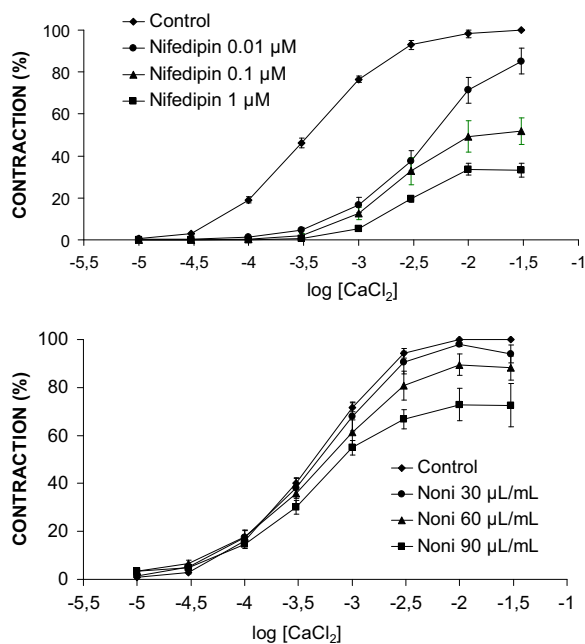 Control
Nifedipin 0.01 µM
Nifedipin 0.1 µM
Nifedipin 1 µM
CONTRACTION (%)
100
80
60
40
20
0
-5,5 -5 -4,5 -4 -3,5 -3 -2,5 -2 -1,5 -1
log [CaCl₂]
CONTRACTION (%)
100
80
60
40
20
0
Control
Noni 30 µL/mL
Noni 60 µL/mL
Noni 90 µL/mL
-5,5 -5 -4,5 -4 -3,5 -3 -2,5 -2 -1,5 -1
log [CaCl₂]